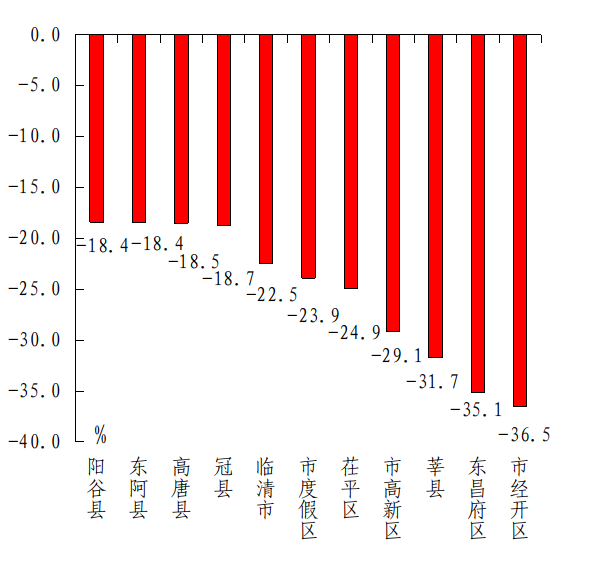 0.0
-5.0
-10.0
-15.0
-20.0
-25.0
-30.0
-35.0
-40.0
-18.4
-18.4
-18.5
-18.7
-22.5
-23.9
-24.9
-29.1
-31.7
-35.1
-36.5
%
阳谷县
东阿县
高唐县
冠县
临清市
市度假区
茌平区
市高新区
莘县
东昌府区
市经开区